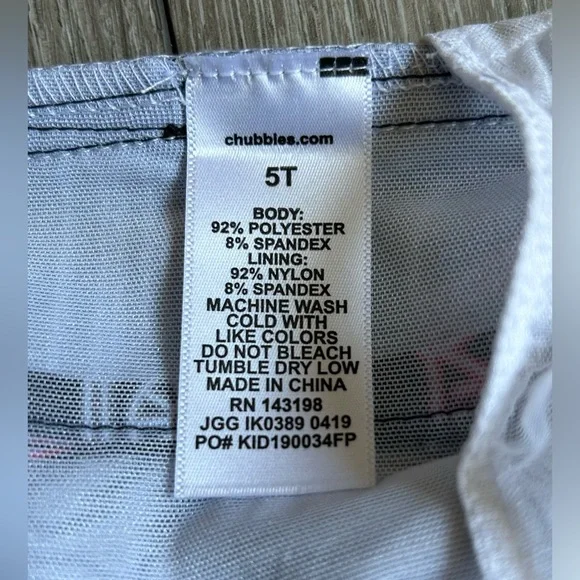 chubbies.com
5T
BODY:
92% POLYESTER
8% SPANDEX
LINING:
92% NYLON
8% SPANDEX
MACHINE WASH
COLD WITH
LIKE COLORS
DO NOT BLEACH
TUMBLE DRY LOW
MADE IN CHINA
RN 143198
JGG IK0389 0419
PO# KID190034FP